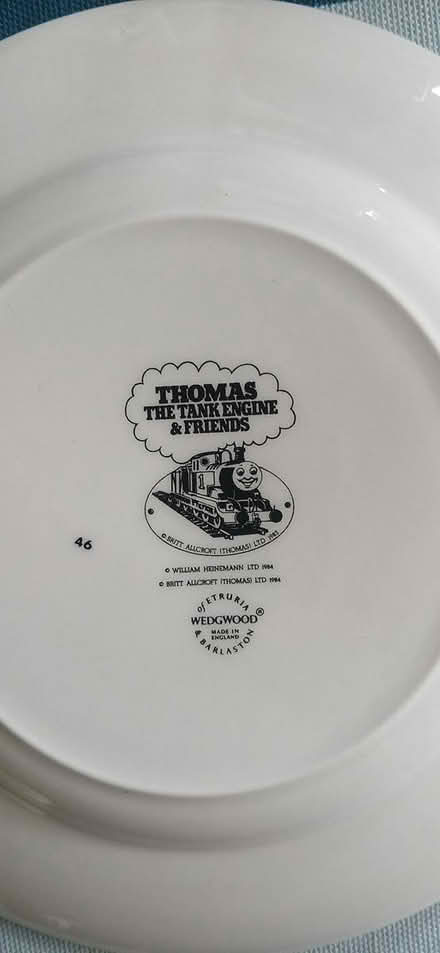 THOMAS
THE TANK ENGINE
& FRIENDS
1
© BRITT ALLCROFT (THOMAS) LTD 1983
46
© WILLIAM HEINEMANN LTD 1984
© BRITT ALLCROFT (THOMAS) LTD 1984
of ETRURIA
WEDGWOOD®
MADE IN
ENGLAND
& BARLASTON